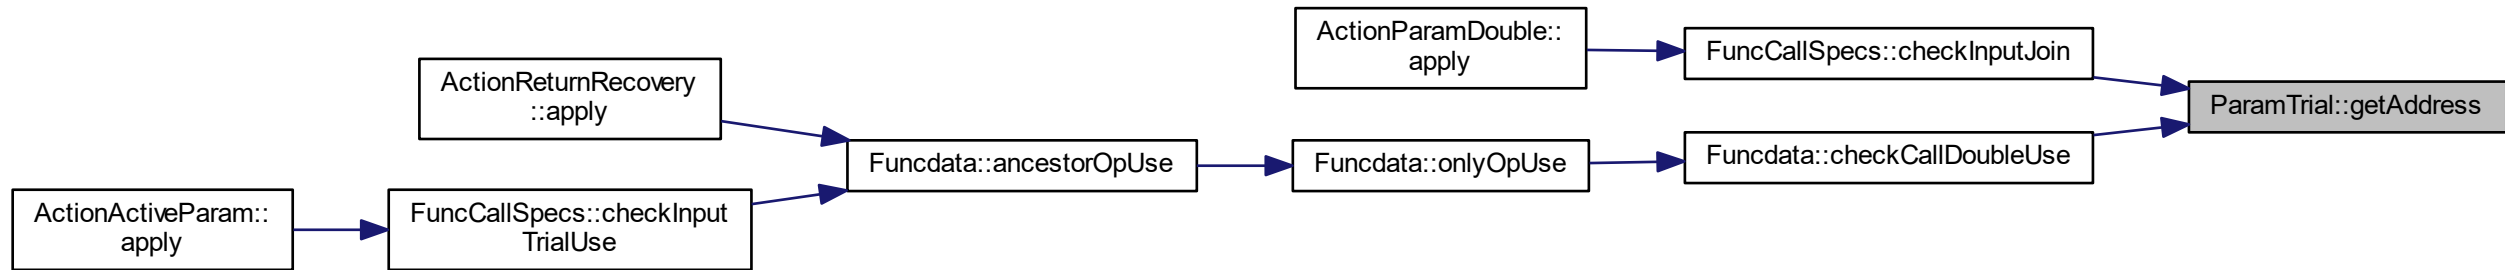 ActionParamDouble::
apply
FuncCallSpecs::checkInputJoin
ActionReturnRecovery
::apply
ParamTrial::getAddress
Funcdata::ancestorOpUse
Funcdata::onlyOpUse
Funcdata::checkCallDoubleUse
ActionActiveParam::
apply
FuncCallSpecs::checkInput
TrialUse